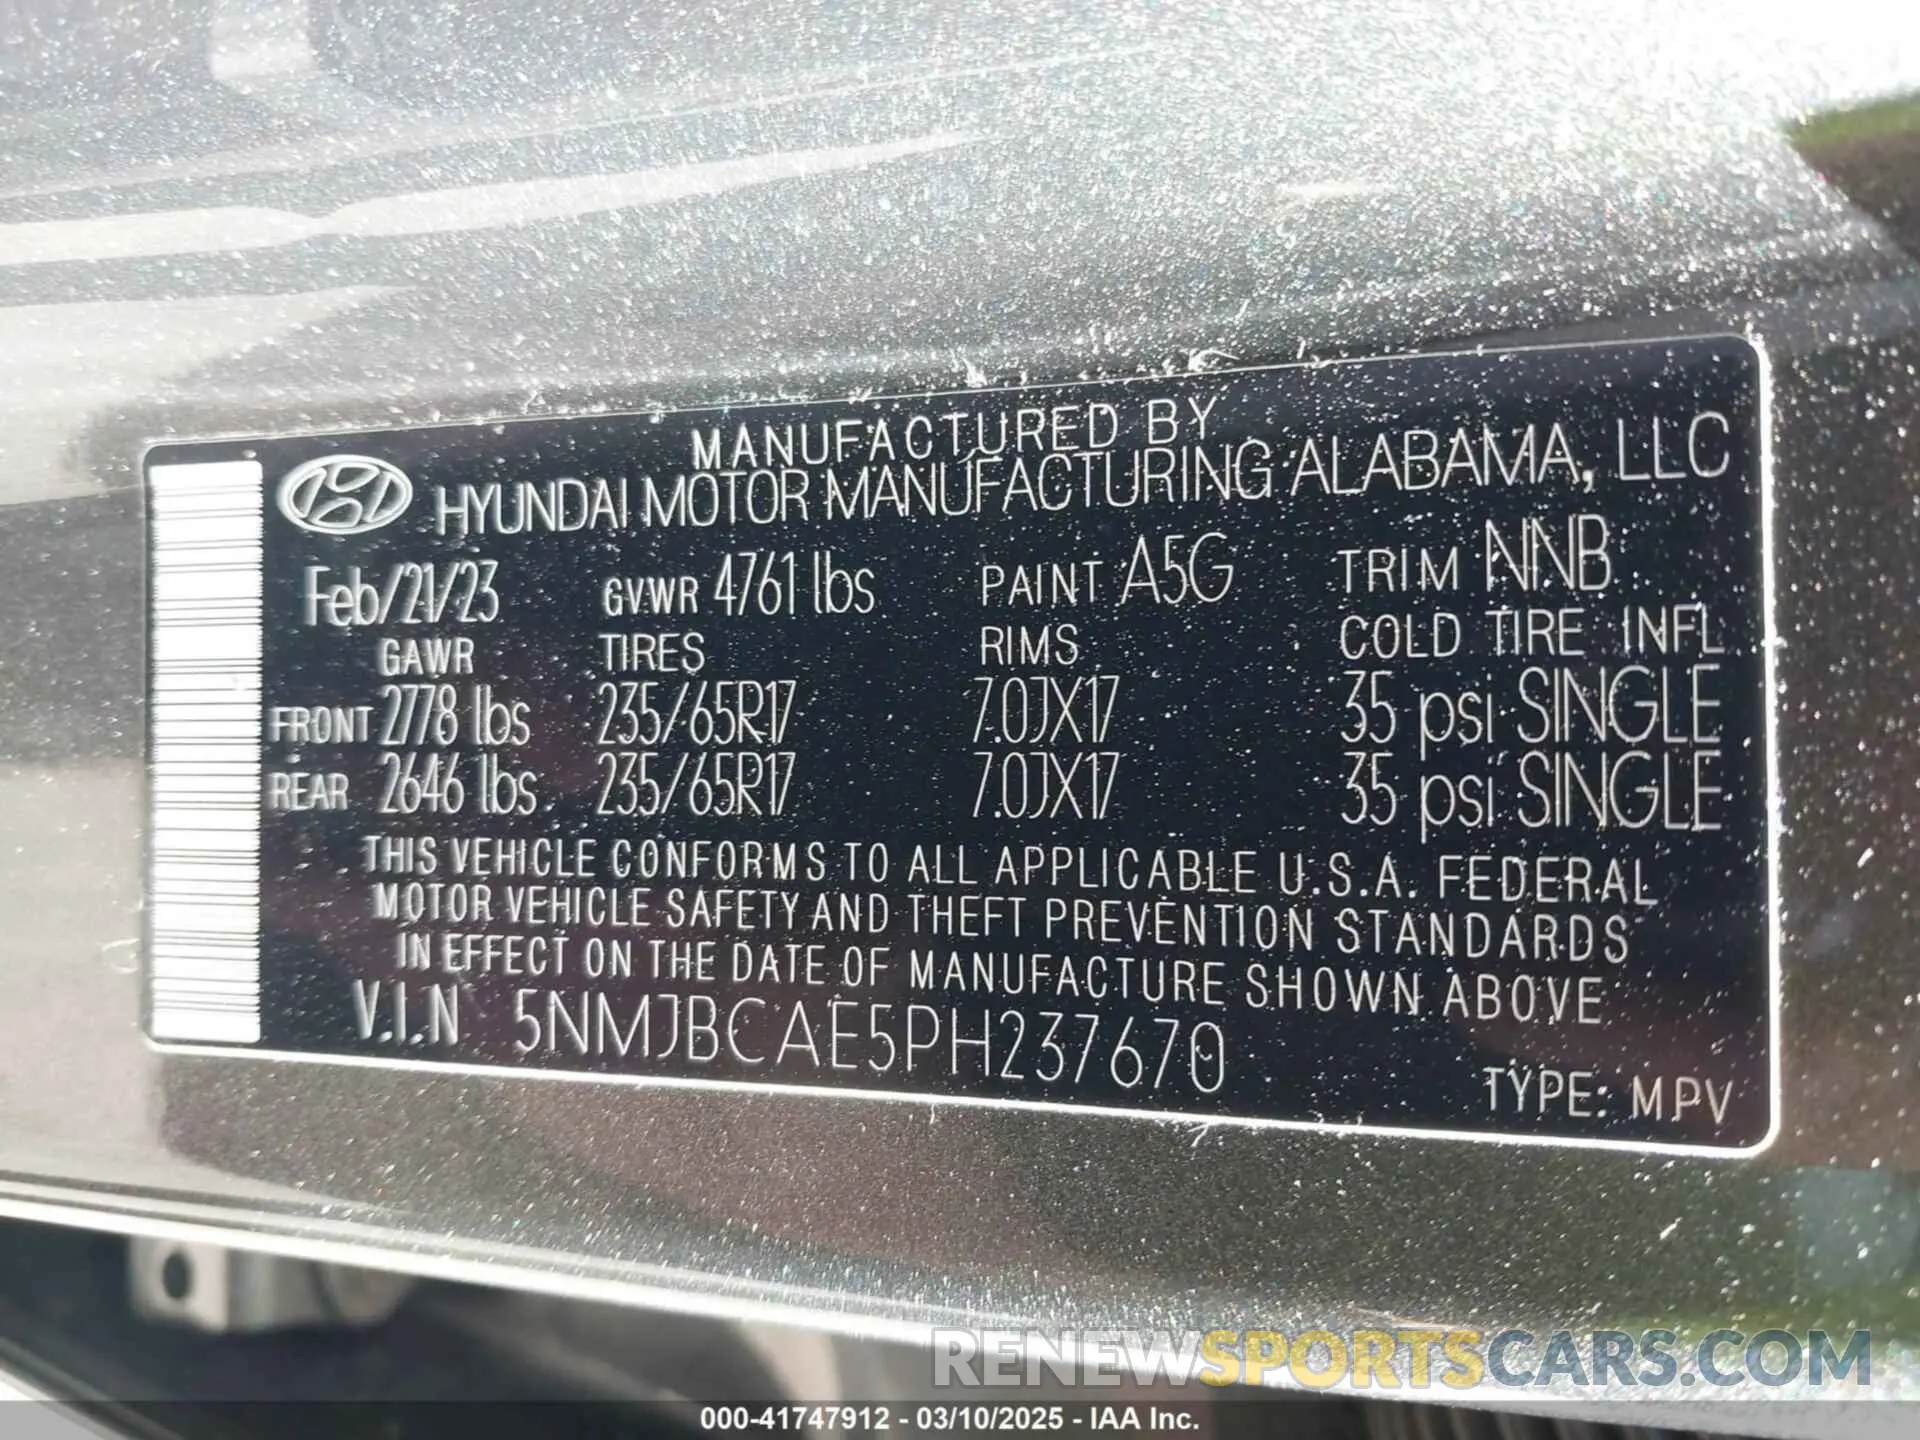 MANUFACTURED BY
HYUNDAI MOTOR MANUFACTURING ALABAMA, LLC
Feb/21/23 GVWR 4761 lbs PAINT A5G TRIM NNB
GAWR TIRES RIMS COLD TIRE INFL
FRONT 2778 lbs 235/65R17 7.0JX17 35 psi SINGLE
REAR 2646 lbs 235/65R17 7.0JX17 35 psi SINGLE
THIS VEHICLE CONFORMS TO ALL APPLICABLE U.S.A. FEDERAL
MOTOR VEHICLE SAFETY AND THEFT PREVENTION STANDARDS
IN EFFECT ON THE DATE OF MANUFACTURE SHOWN ABOVE
V.I.N 5NMJBCAE5PH237670
TYPE: MPV
RENEWSPORTSCARS.COM
000-41747912 - 03/10/2025 - IAA Inc.